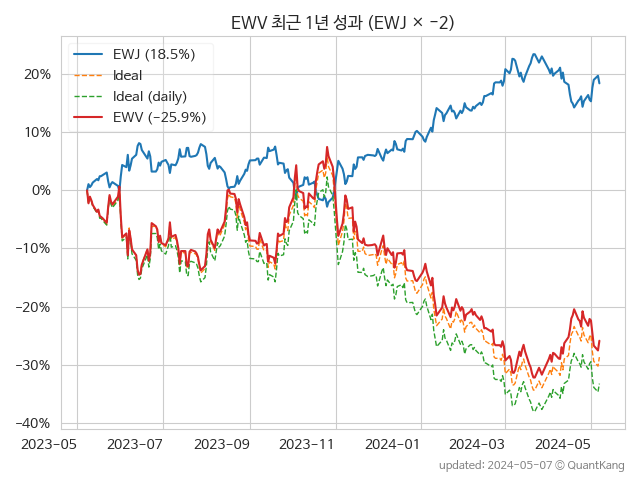 EWV 최근 1년 성과 (EWJ × −2)
EWJ (18.5%)
Ideal
Ideal (daily)
EWV (−25.9%)
20%
10%
0%
−10%
−20%
−30%
−40%
2023−05 2023−07 2023−09 2023−11 2024−01 2024−03 2024−05
updated: 2024−05−07 © QuantKang